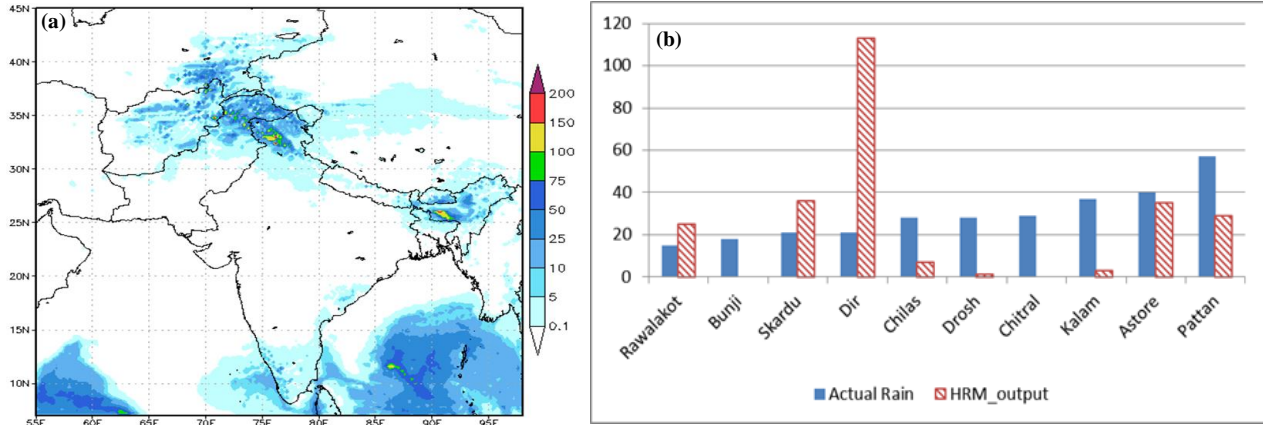 (a)
45N
40N
35N
30N
25N
20N
15N
10N
55E 60E 65E 70E 75E 80E 85E 90E 95E
200
150
100
75
50
25
10
5
0.1
(b)
120
100
80
60
40
20
0
Rawalakot Bunji Skardu Dir Chilas Drosh Chitral Kalam Astore Pattan
Actual Rain HRM_output